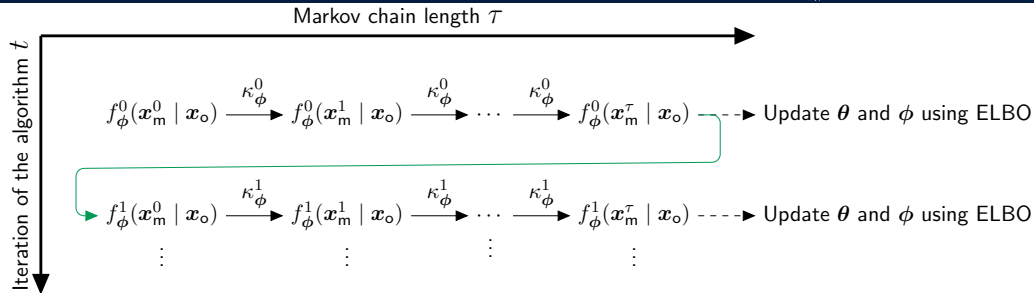 Markov chain length τ
Iteration of the algorithm t
κ⁰_ϕ κ⁰_ϕ κ⁰_ϕ
f⁰_ϕ(x⁰_m | x_o) f⁰_ϕ(x¹_m | x_o) ⋯ f⁰_ϕ(x^τ_m | x_o) Update θ and ϕ using ELBO
κ¹_ϕ κ¹_ϕ κ¹_ϕ
f¹_ϕ(x⁰_m | x_o) f¹_ϕ(x¹_m | x_o) ⋯ f¹_ϕ(x^τ_m | x_o) Update θ and ϕ using ELBO
⋮ ⋮ ⋮ ⋮